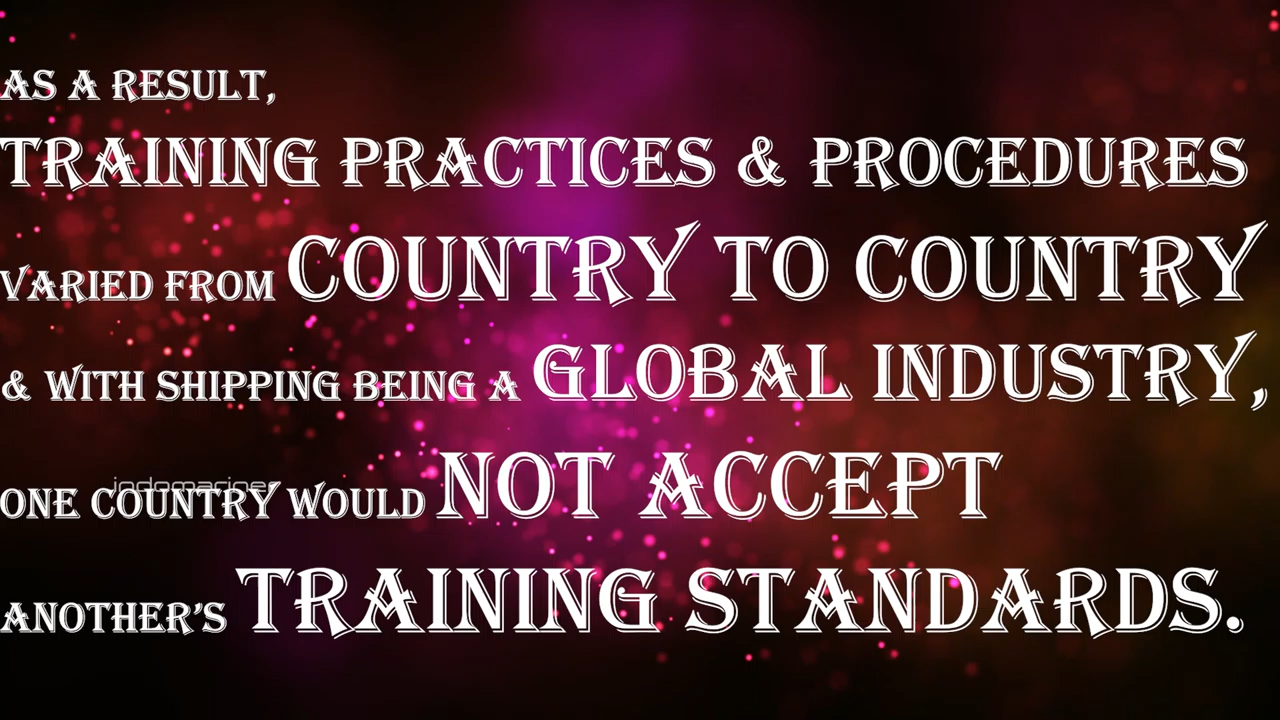 AS A RESULT,
TRAINING PRACTICES & PROCEDURES
VARIED FROM COUNTRY TO COUNTRY
& WITH SHIPPING BEING A GLOBAL INDUSTRY,
ONE COUNTRY WOULD NOT ACCEPT
indomariner
ANOTHER'S TRAINING STANDARDS.